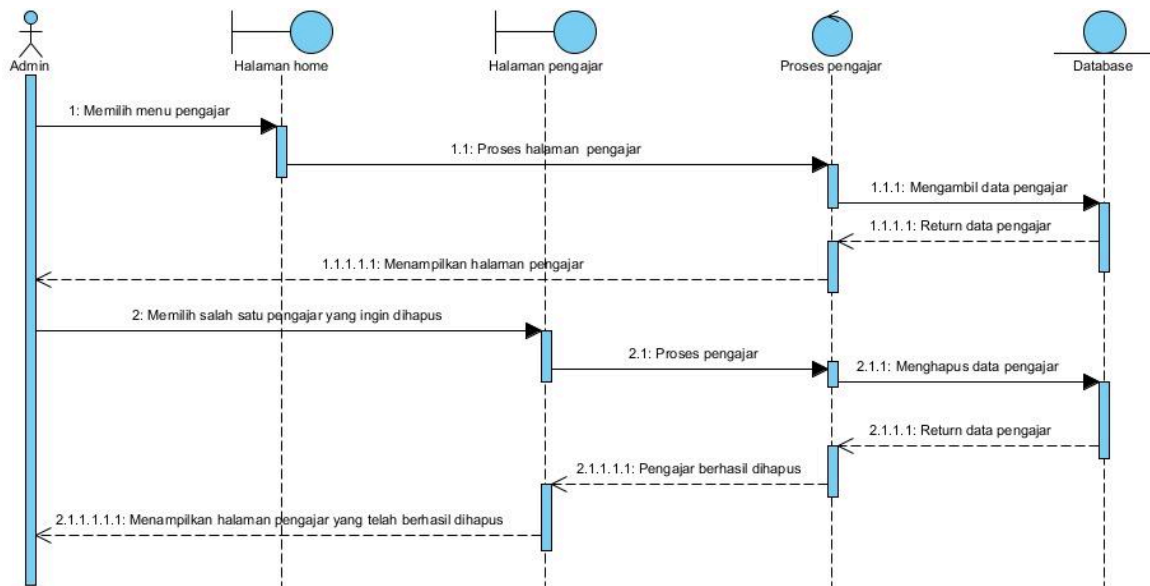 Admin
Halaman home
Halaman pengajar
Proses pengajar
Database
1: Memilih menu pengajar
1.1: Proses halaman pengajar
1.1.1: Mengambil data pengajar
1.1.1.1: Return data pengajar
1.1.1.1.1: Menampilkan halaman pengajar
2: Memilih salah satu pengajar yang ingin dihapus
2.1: Proses pengajar
2.1.1: Menghapus data pengajar
2.1.1.1: Return data pengajar
2.1.1.1.1: Pengajar berhasil dihapus
2.1.1.1.1.1: Menampilkan halaman pengajar yang telah berhasil dihapus